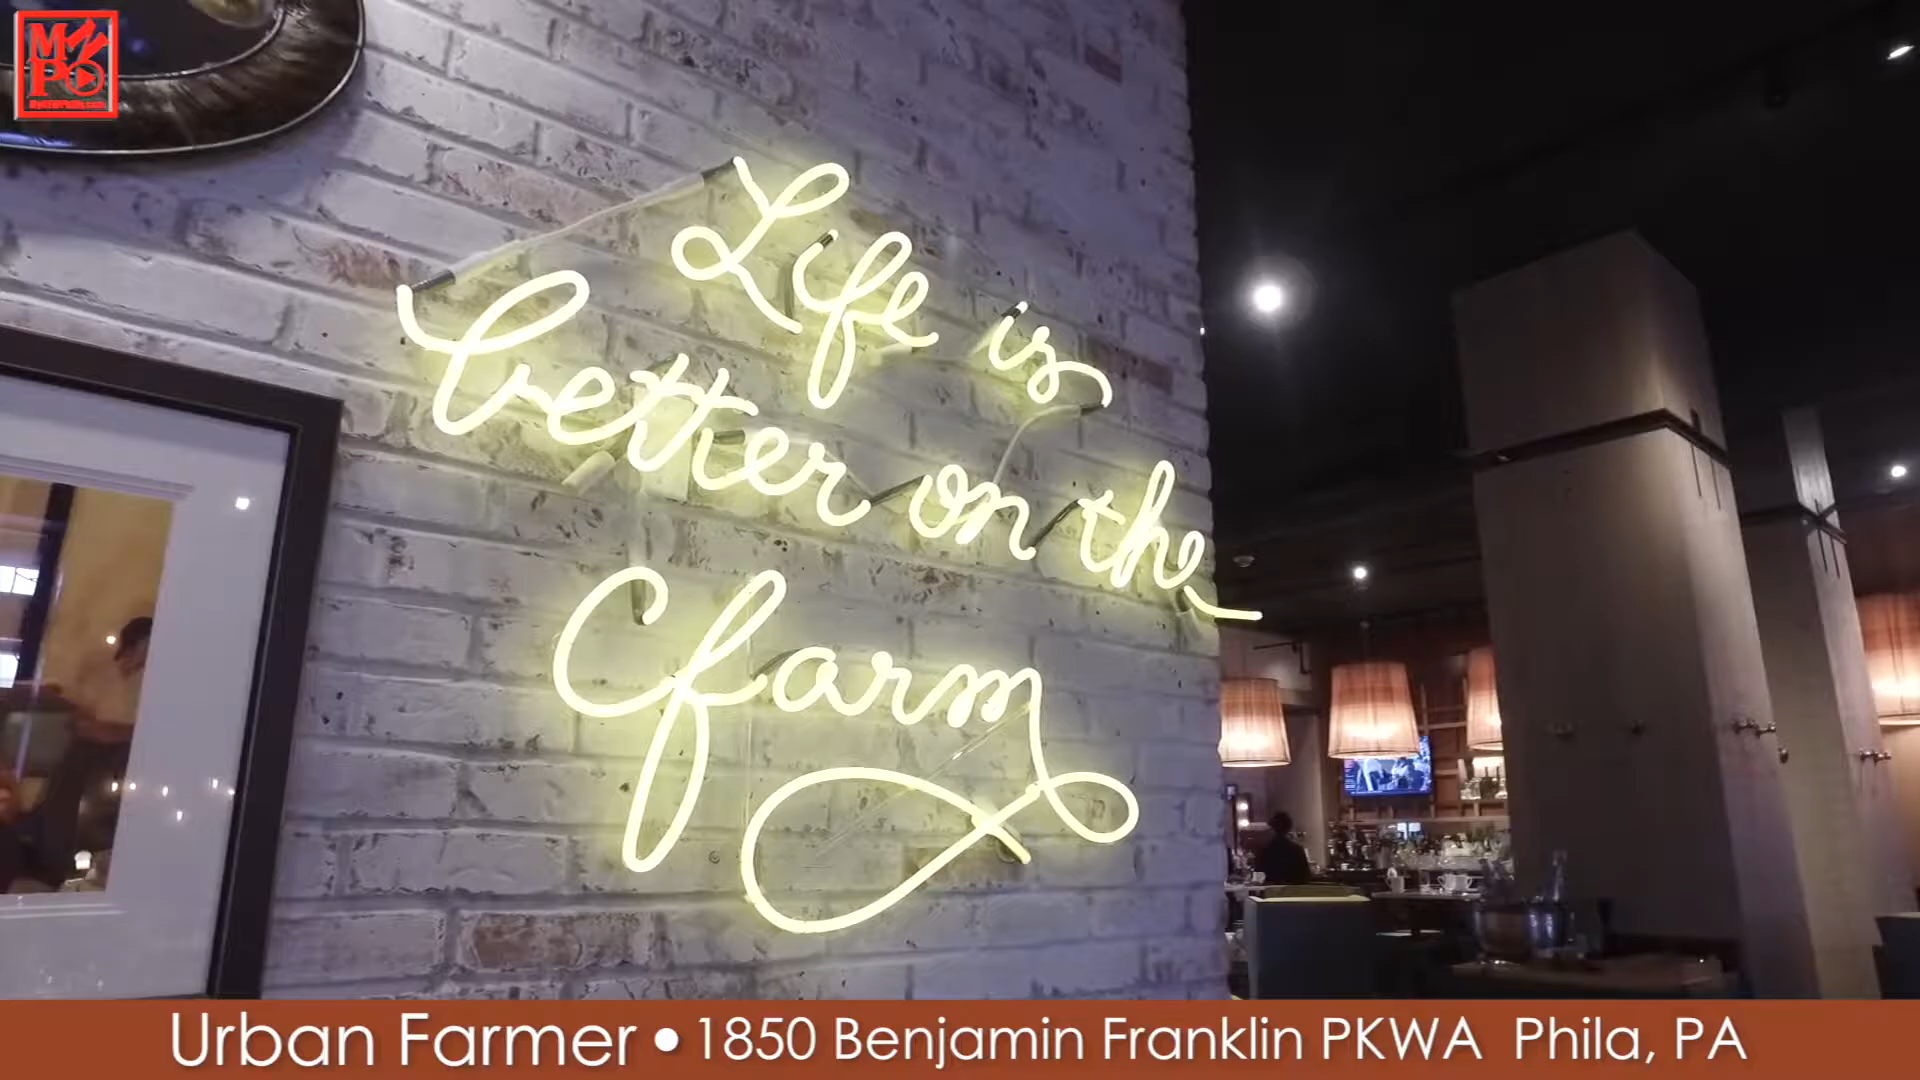 Life is
better on the
farm
Urban Farmer • 1850 Benjamin Franklin PKWA Phila, PA